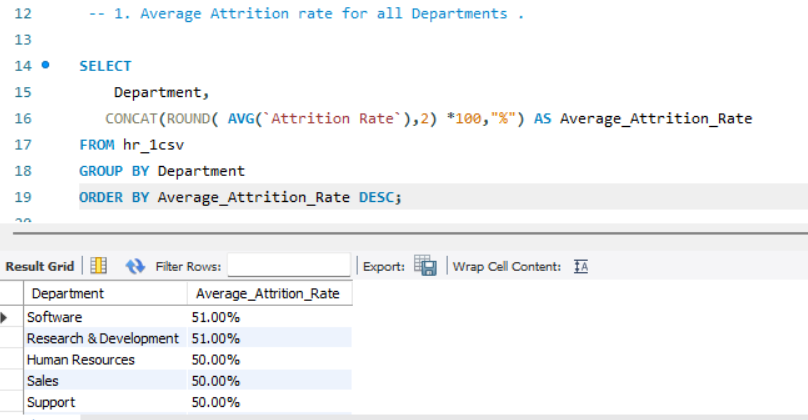 12 -- 1. Average Attrition rate for all Departments .
13
14 SELECT
15 Department,
16 CONCAT(ROUND( AVG(`Attrition Rate`),2) *100,"%") AS Average_Attrition_Rate
17 FROM hr_1csv
18 GROUP BY Department
19 ORDER BY Average_Attrition_Rate DESC;
Result Grid Filter Rows: Export: Wrap Cell Content: IA
Department Average_Attrition_Rate
Software 51.00%
Research & Development 51.00%
Human Resources 50.00%
Sales 50.00%
Support 50.00%